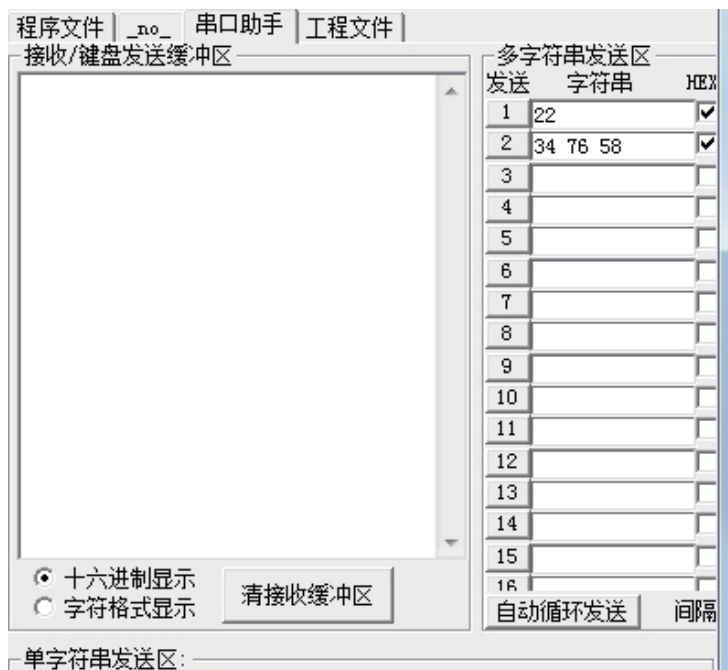 程序文件 _no_ 串口助手 工程文件
接收/键盘发送缓冲区
多字符串发送区
发送 字符串 HEX
1 22
2 34 76 58
3
4
5
6
7
8
9
10
11
12
13
14
15
16
十六进制显示
字符格式显示
清接收缓冲区
自动循环发送 间隔
单字符串发送区: